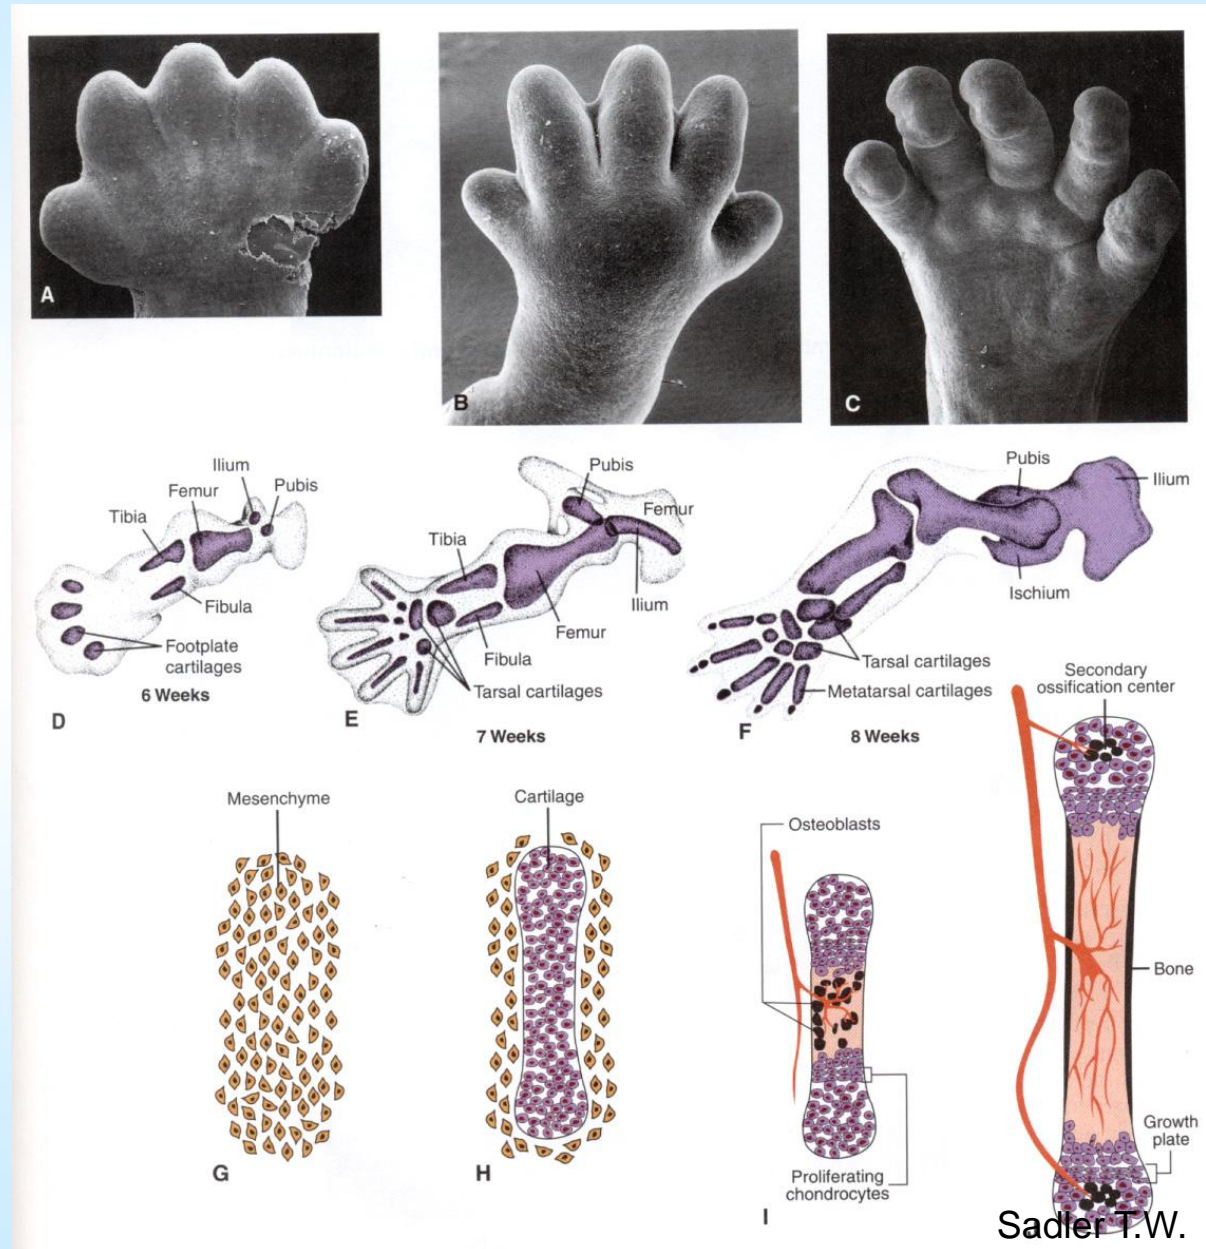 A
B
C
Ilium
Femur
Pubis
Tibia
Fibula
Footplate
cartilages
6 Weeks
D
Pubis
Femur
Tibia
Ilium
Femur
Fibula
Tarsal cartilages
E
7 Weeks
Pubis
Ilium
Ischium
Tarsal cartilages
Metatarsal cartilages
F
8 Weeks
Mesenchyme
G
Cartilage
H
Osteoblasts
Proliferating
chondrocytes
I
Secondary
ossification center
Bone
Growth
plate
Sadler T.W.